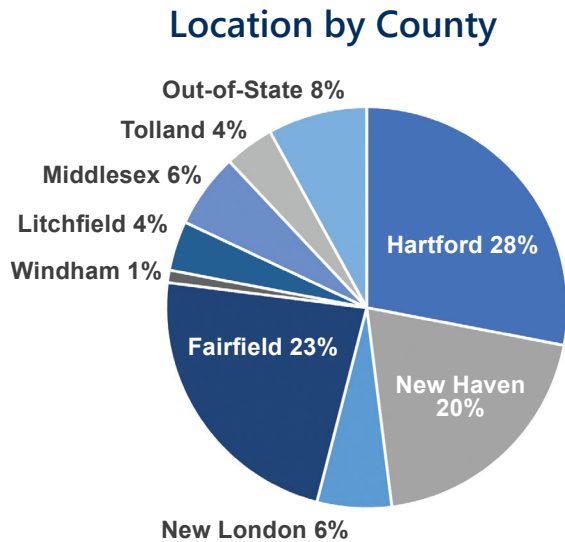 Location by County
Out-of-State 8%
Tolland 4%
Middlesex 6%
Litchfield 4%
Windham 1%
Hartford 28%
Fairfield 23%
New Haven
20%
New London 6%